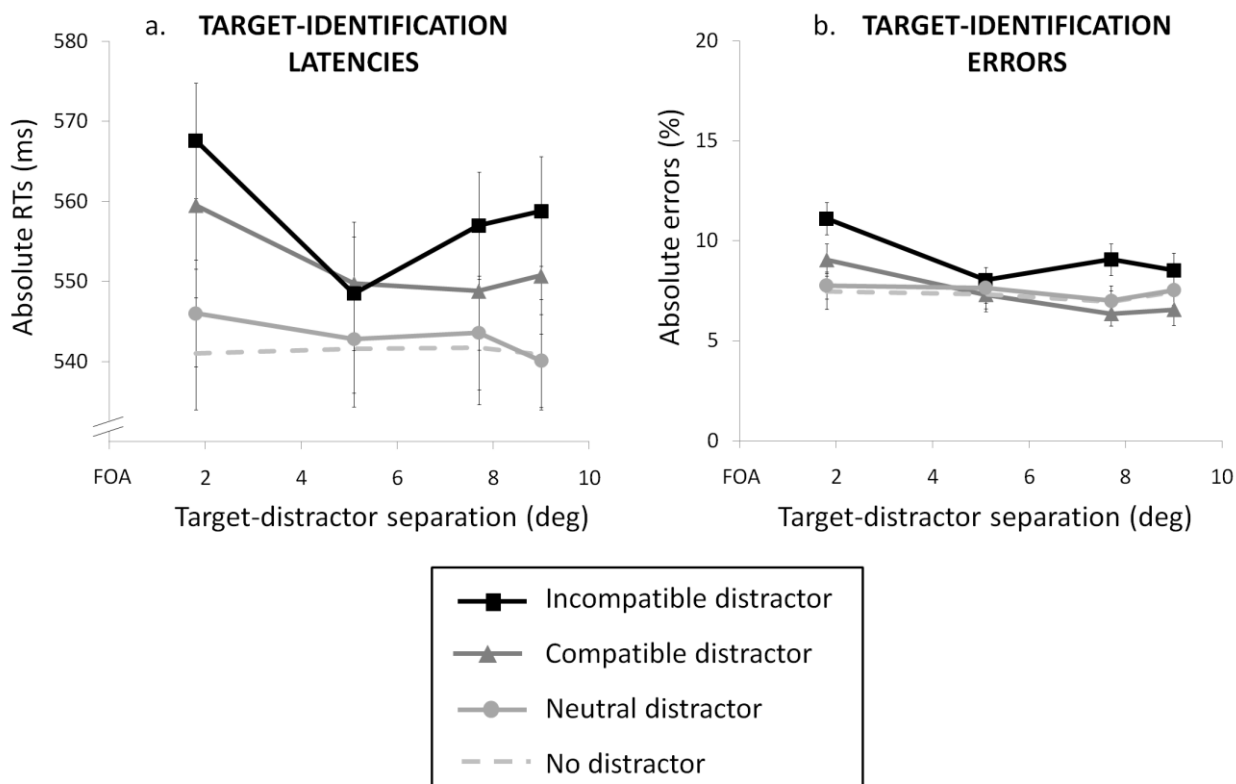 a. TARGET-IDENTIFICATION
LATENCIES
Absolute RTs (ms)
580
570
560
550
540
FOA 2 4 6 8 10
Target-distractor separation (deg)
b. TARGET-IDENTIFICATION
ERRORS
Absolute errors (%)
20
15
10
5
0
FOA 2 4 6 8 10
Target-distractor separation (deg)
Incompatible distractor
Compatible distractor
Neutral distractor
No distractor